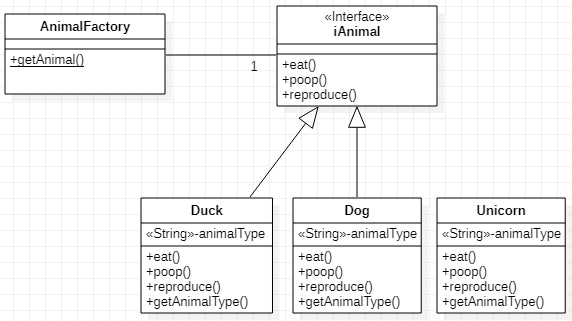 AnimalFactory
+getAnimal()
1
«Interface»
iAnimal
+eat()
+poop()
+reproduce()
Duck
«String»-animalType
+eat()
+poop()
+reproduce()
+getAnimalType()
Dog
«String»-animalType
+eat()
+poop()
+reproduce()
+getAnimalType()
Unicorn
«String»-animalType
+eat()
+poop()
+reproduce()
+getAnimalType()